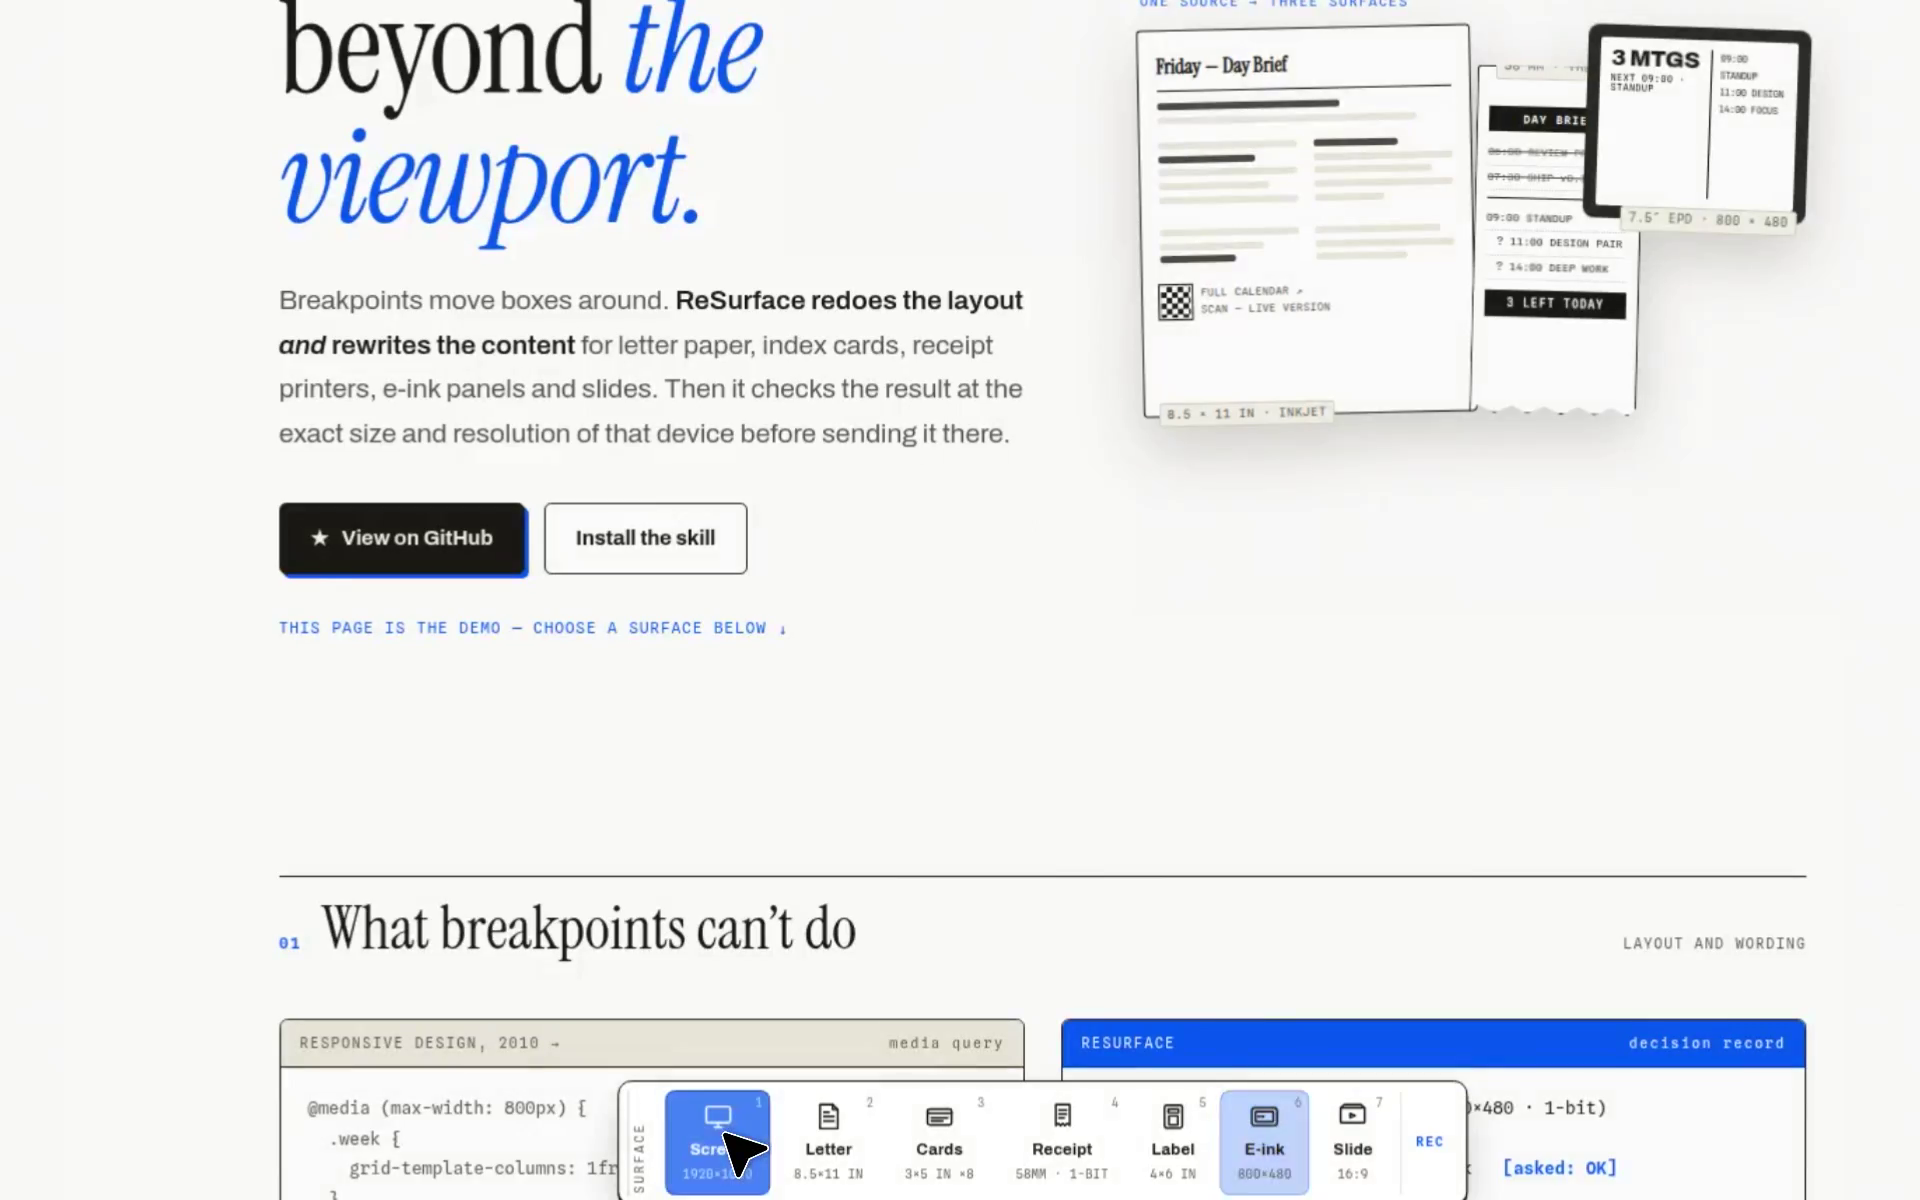 beyond the
viewport.
Breakpoints move boxes around. ReSurface redoes the layout
and rewrites the content for letter paper, index cards, receipt
printers, e-ink panels and slides. Then it checks the result at the
exact size and resolution of that device before sending it there.
★ View on GitHub
Install the skill
THIS PAGE IS THE DEMO — CHOOSE A SURFACE BELOW ↓
ONE SOURCE → THREE SURFACES
Friday — Day Brief
FULL CALENDAR ↗
SCAN — LIVE VERSION
8.5 × 11 IN · INKJET
DAY BRIE
09:00 STANDUP
? 11:00 DESIGN PAIR
? 14:00 DEEP WORK
3 LEFT TODAY
3 MTGS
NEXT 09:00 ·
STANDUP
09:00
STANDUP
11:00 DESIGN
14:00 FOCUS
7.5″ EPD · 800 × 480
01 What breakpoints can’t do
LAYOUT AND WORDING
RESPONSIVE DESIGN, 2010 →
media query
@media (max-width: 800px) {
.week {
grid-template-columns: 1fr
}
RESURFACE
decision record
×480 · 1-bit)
[asked: OK]
SURFACE
1
Scre
2
Letter
8.5×11 IN
3
Cards
3×5 IN ×8
4
Receipt
58MM · 1-BIT
5
Label
4×6 IN
6
E-ink
800×480
7
Slide
16:9
REC